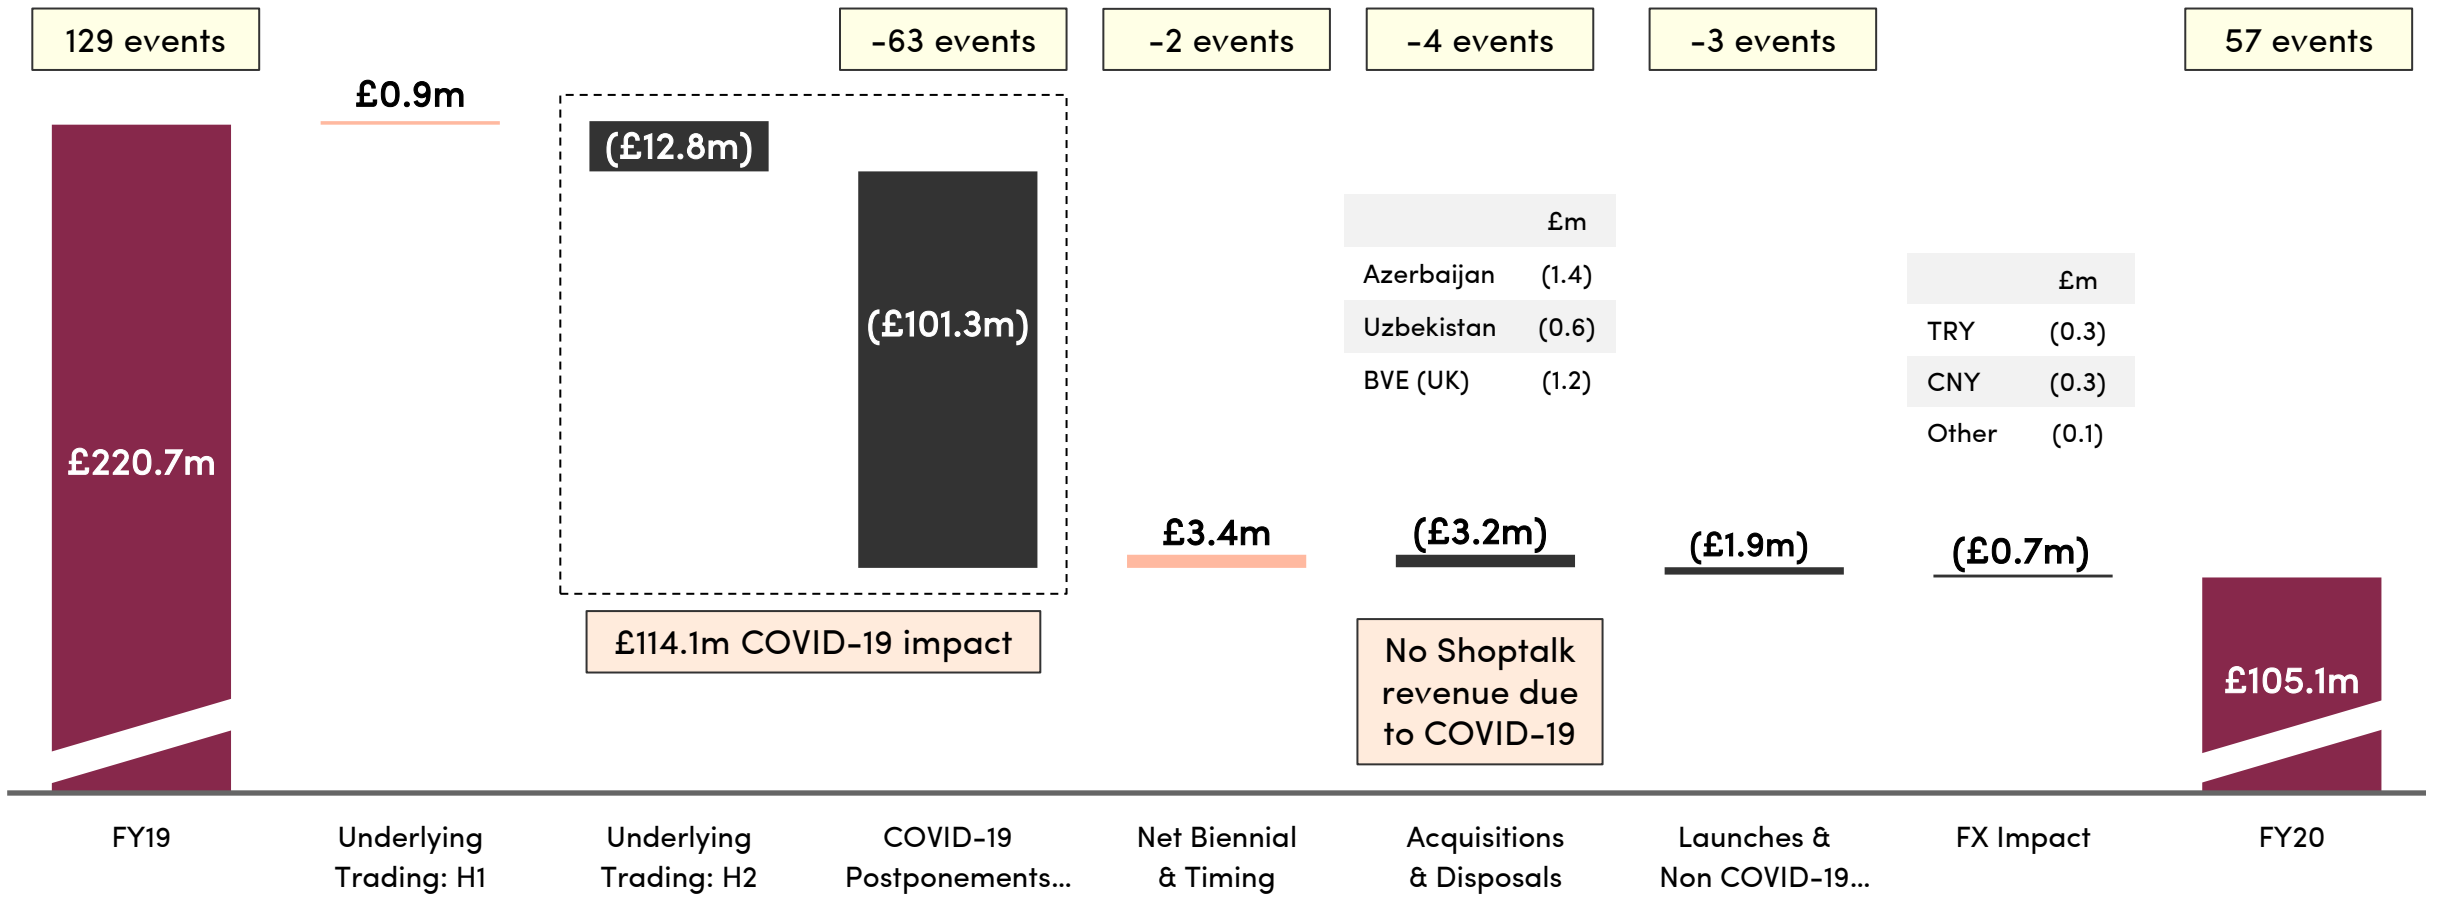 129 events
-63 events
-2 events
-4 events
-3 events
57 events
£0.9m
(£12.8m)
(£101.3m)
£220.7m
£114.1m COVID-19 impact
£3.4m
£m
Azerbaijan (1.4)
Uzbekistan (0.6)
BVE (UK) (1.2)
(£3.2m)
No Shoptalk
revenue due
to COVID-19
(£1.9m)
£m
TRY (0.3)
CNY (0.3)
Other (0.1)
(£0.7m)
£105.1m
FY19
Underlying
Trading: H1
Underlying
Trading: H2
COVID-19
Postponements...
Net Biennial
& Timing
Acquisitions
& Disposals
Launches &
Non COVID-19...
FX Impact
FY20